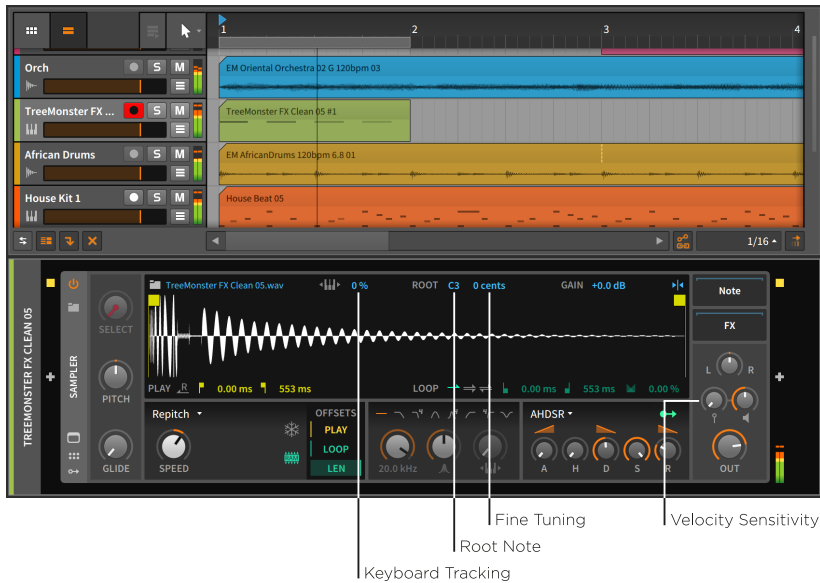 1 2 3 4
Orch S M
EM Oriental Orchestra 02 G 120bpm 03
TreeMonster FX ... S M
TreeMonster FX Clean 05 #1
African Drums S M
EM AfricanDrums 120bpm 6.8 01
House Kit 1 S M
House Beat 05
1/16
TREEMONSTER FX CLEAN 05
SAMPLER
TreeMonster FX Clean 05.wav 0 % ROOT C3 0 cents GAIN +0.0 dB
Note
SELECT
FX
L R
PITCH
PLAY R 0.00 ms 553 ms LOOP 0.00 ms 553 ms 0.00 %
Repitch OFFSETS AHDSR
PLAY
LOOP
LEN
GLIDE SPEED 20.0 kHz A H D S R OUT
Fine Tuning Velocity Sensitivity
Root Note
Keyboard Tracking